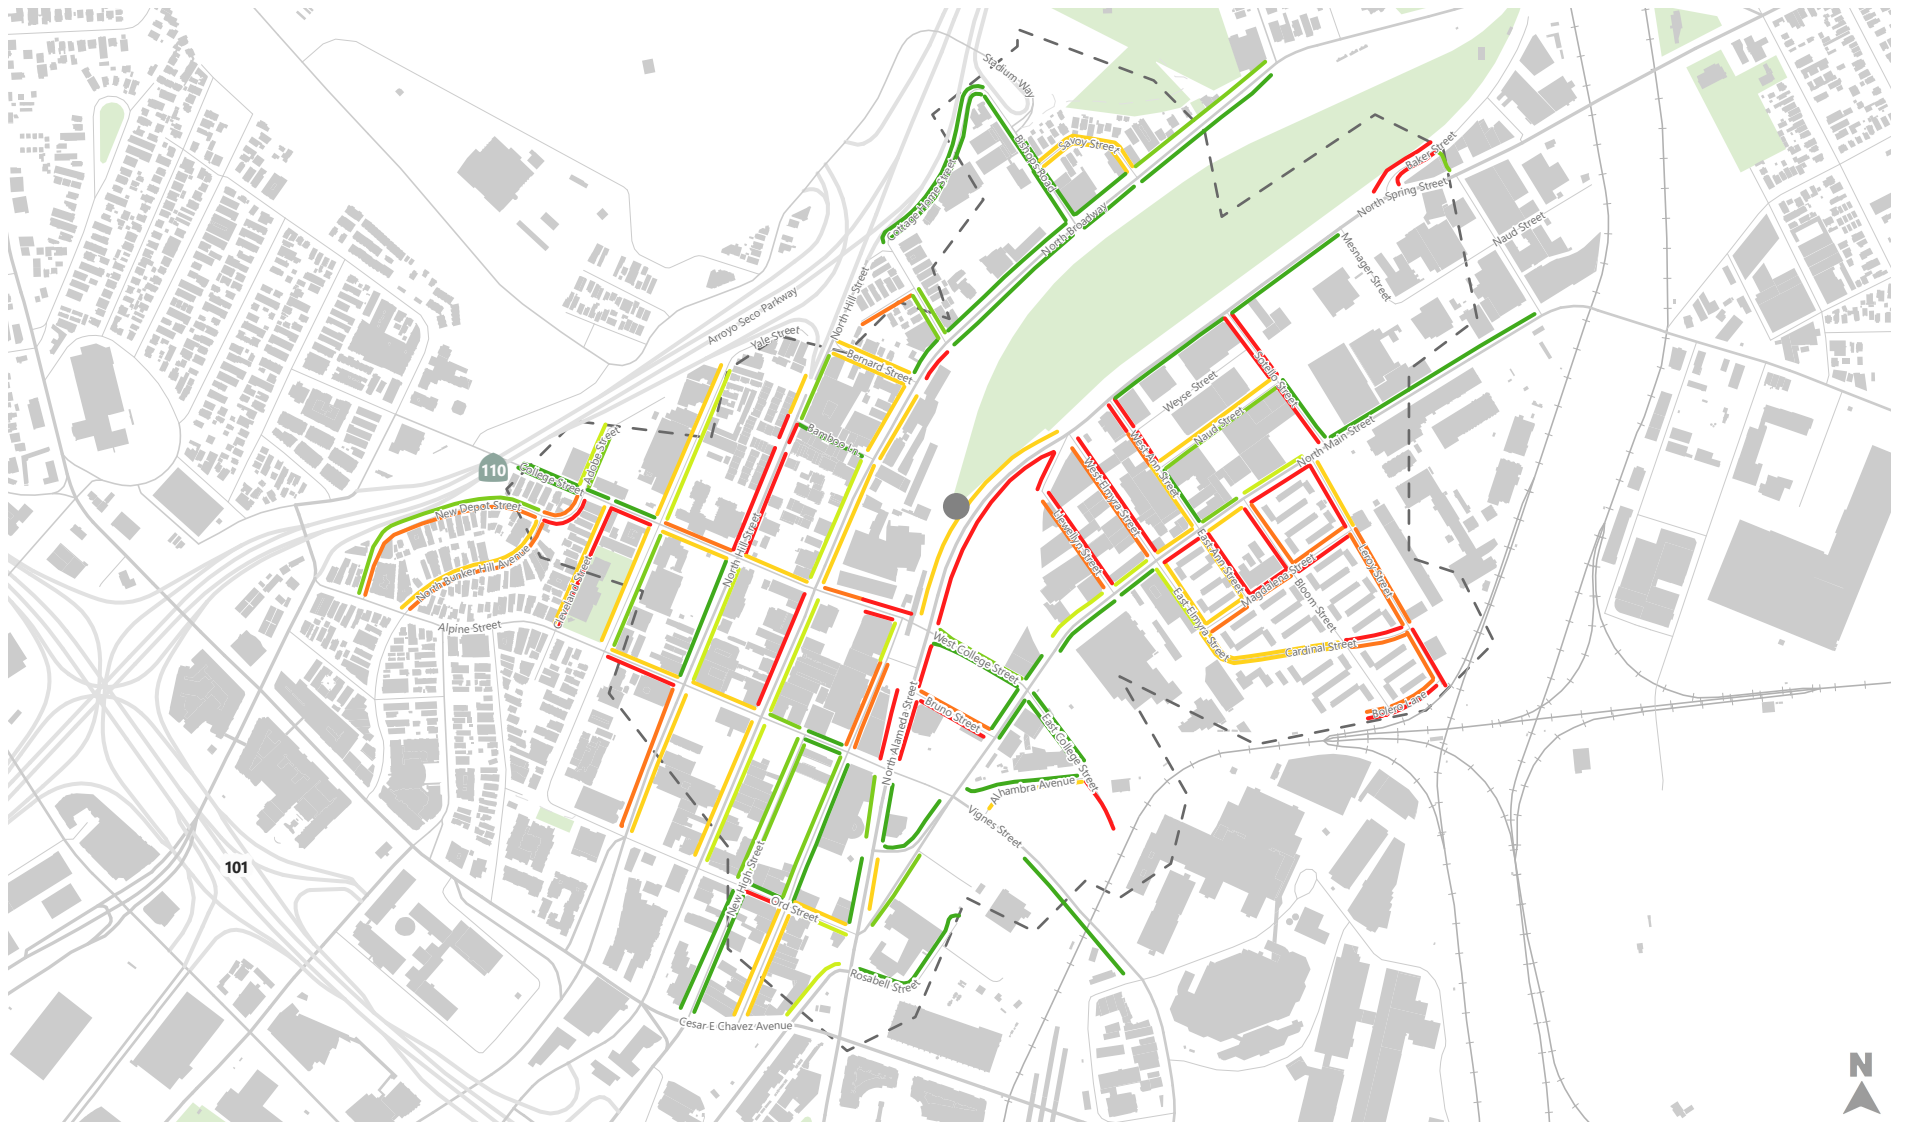 Stadium Way
Bishops Road
Savoy Street
Baker Street
North Spring Street
Cottage Home Street
North Broadway
Naud Street
Mesnager Street
North Hill Street
Arroyo Seco Parkway
Yale Street
Bernard Street
Sotello Street
Weyse Street
Naud Street
North Main Street
Bamboo Ln
Adobe Street
110
College Street
West Ann Street
West Elmyra Street
New Depot Street
Llewellyn Street
North Hill Street
East Ann Street
Leroy Street
North Bunker Hill Avenue
Magdalena Street
Cleveland Street
Bloom Street
East Elmyra Street
Alpine Street
West College Street
Cardinal Street
Bruno Street
Bolero Lane
North Alameda Street
East College Street
Alhambra Avenue
Vignes Street
101
New High Street
Ord Street
Rosabell Street
Cesar E Chavez Avenue
N